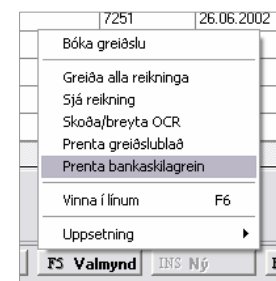 7251 26.06.2002
Bóka greiðslu
Greiða alla reikninga
Sjá reikning
Skoða/breyta OCR
Prenta greiðslublað
Prenta bankaskilagrein
Vinna í línum F6
Uppsetning
F5 Valmynd INS Ný